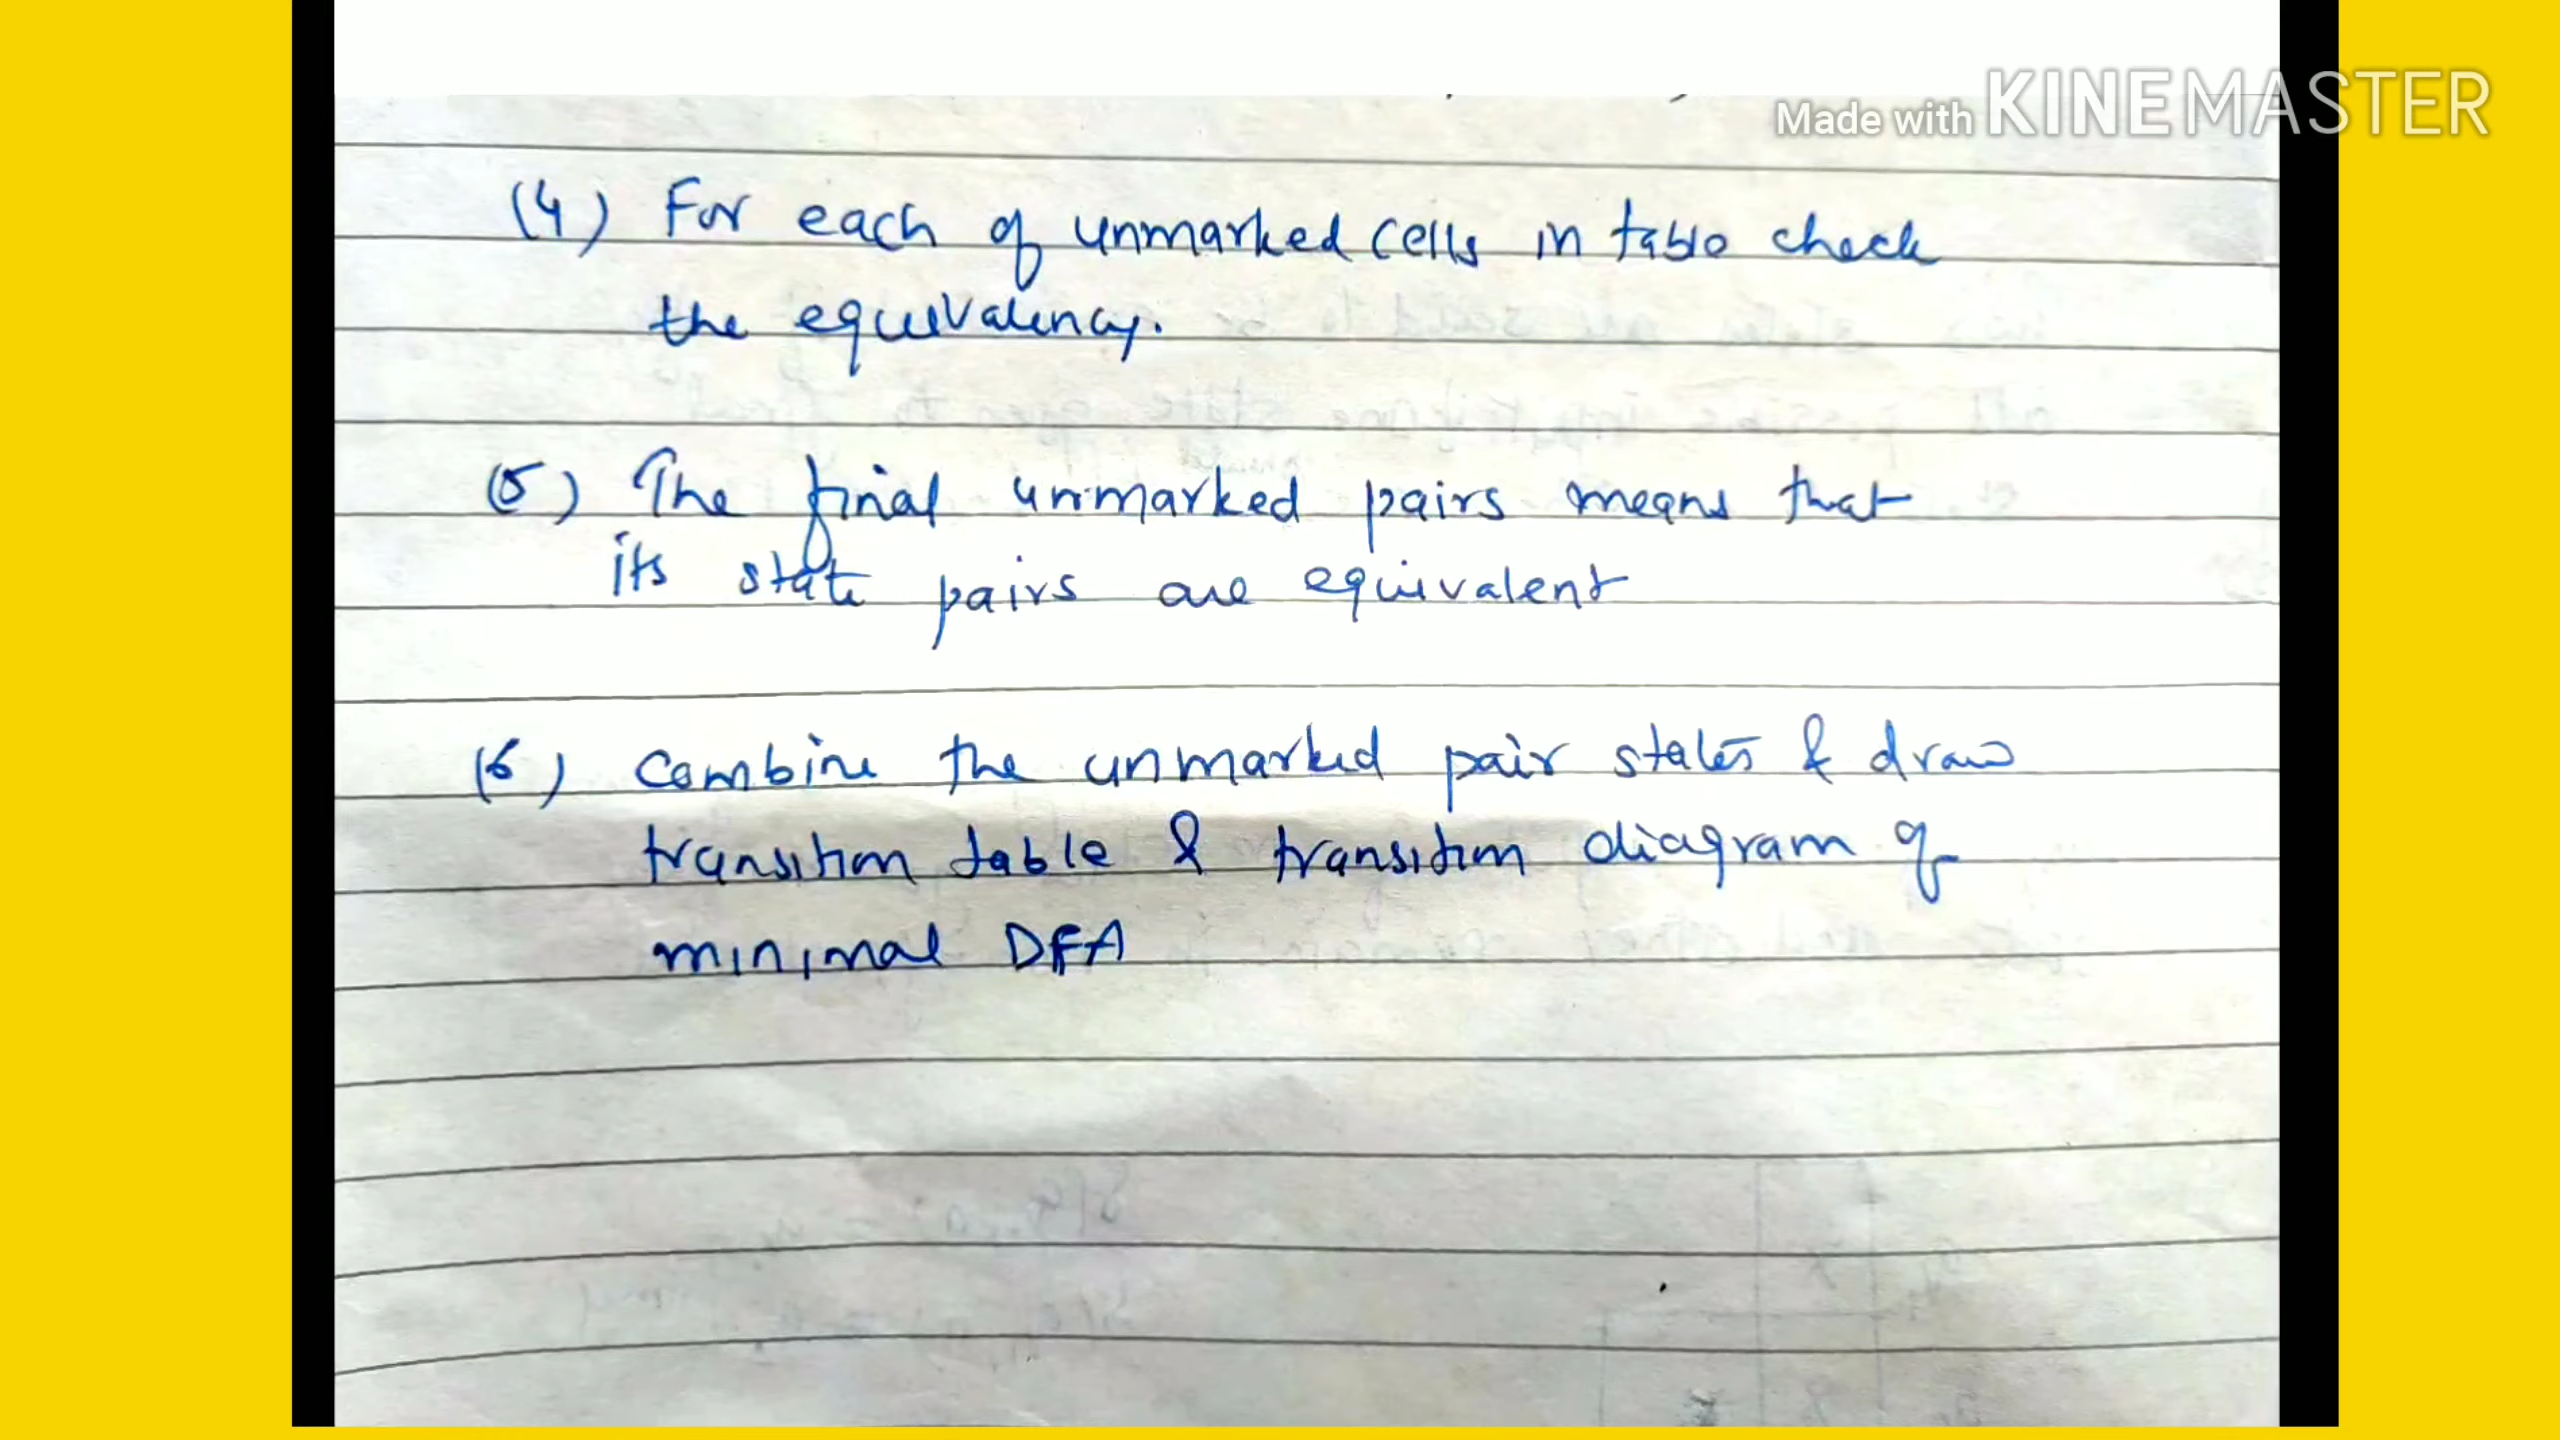 Made with KINEMASTER
(4) For each of unmarked cells in table check
the equivalency.
(5) The final unmarked pairs means that
its state pairs are equivalent
(6) Combine the unmarked pair states & draw
transition table & transition diagram of
minimal DFA